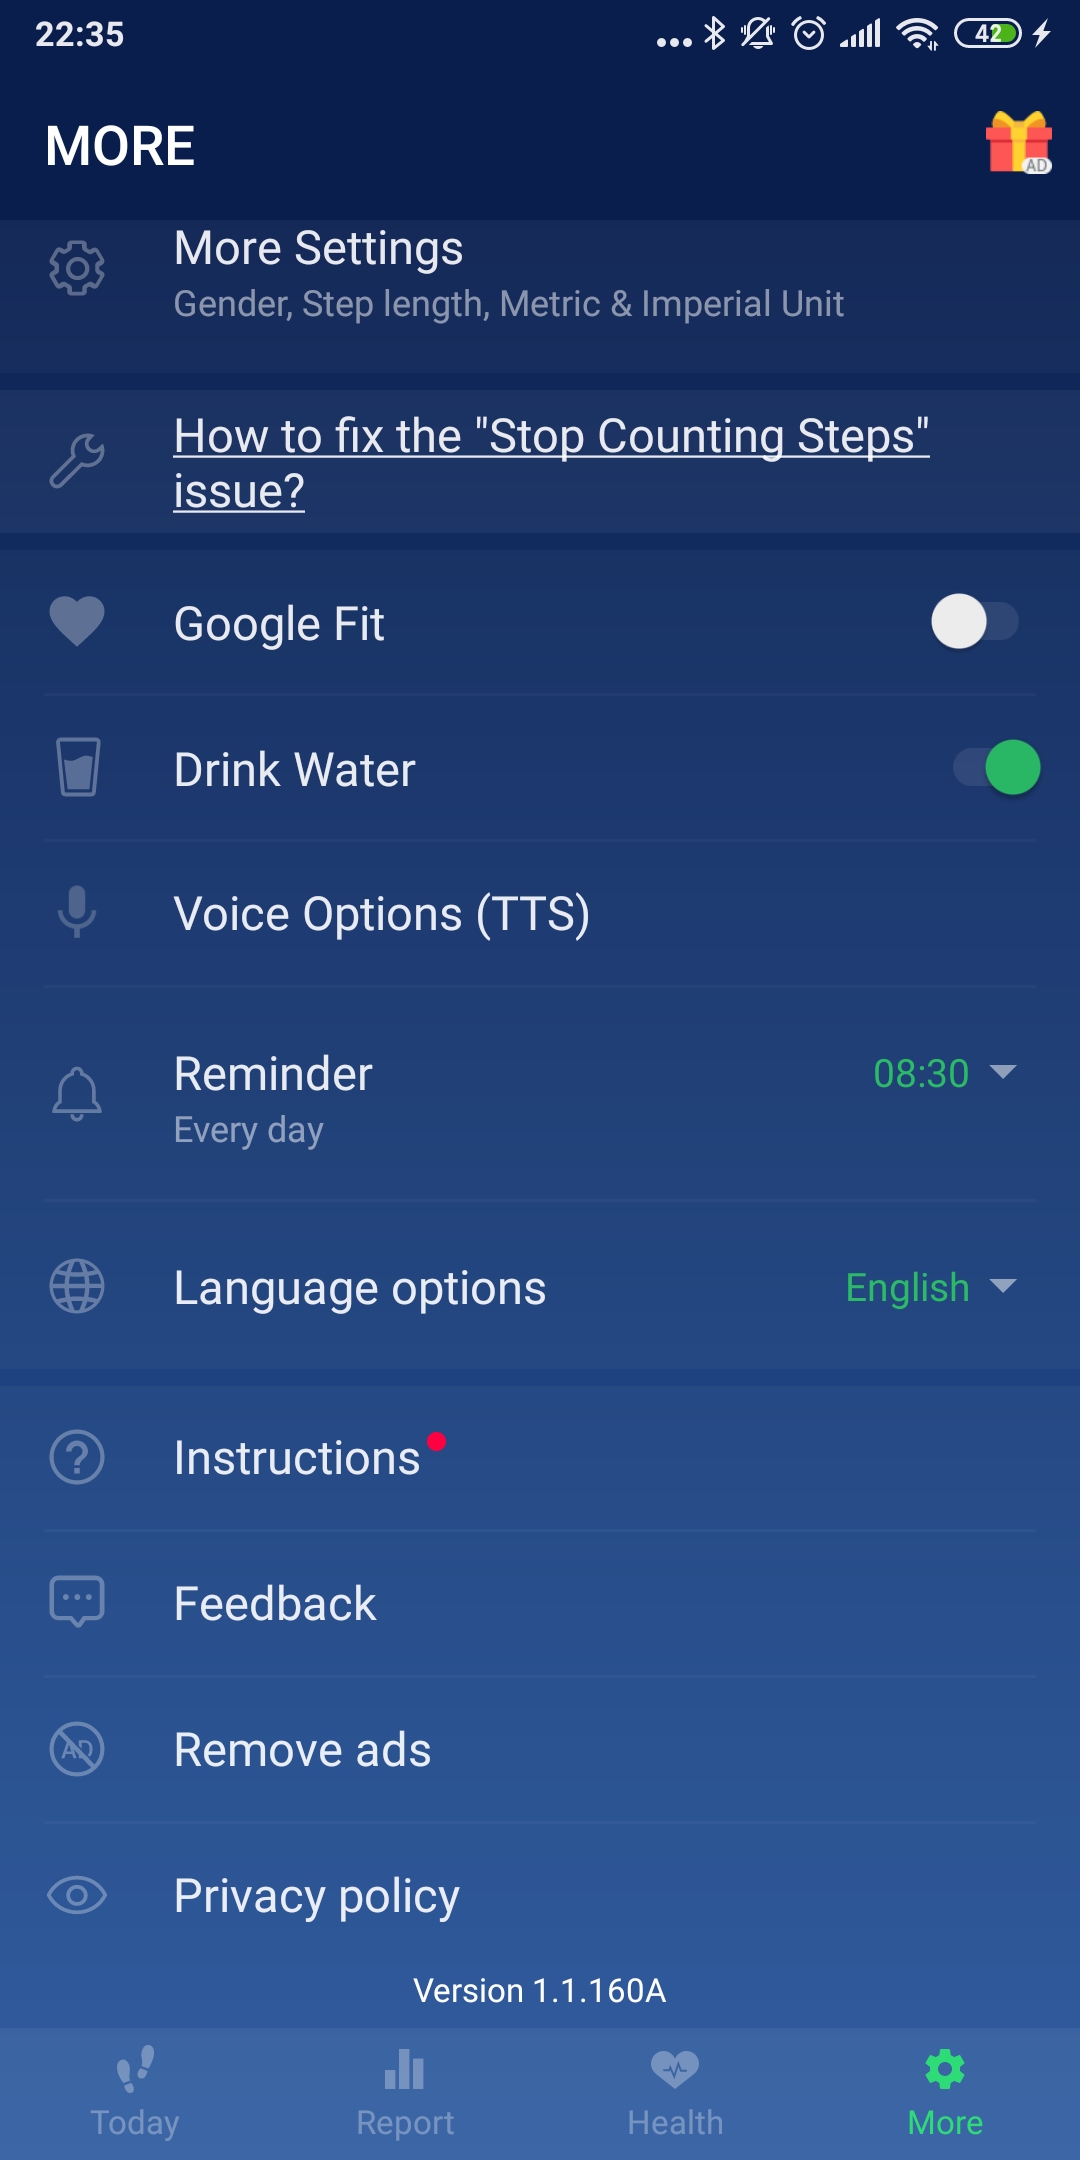 22:35
42
MORE
AD
More Settings
Gender, Step length, Metric & Imperial Unit
How to fix the "Stop Counting Steps"
issue?
Google Fit
Drink Water
Voice Options (TTS)
Reminder
08:30
Every day
Language options
English
Instructions
Feedback
AD
Remove ads
Privacy policy
Version 1.1.160A
Today
Report
Health
More